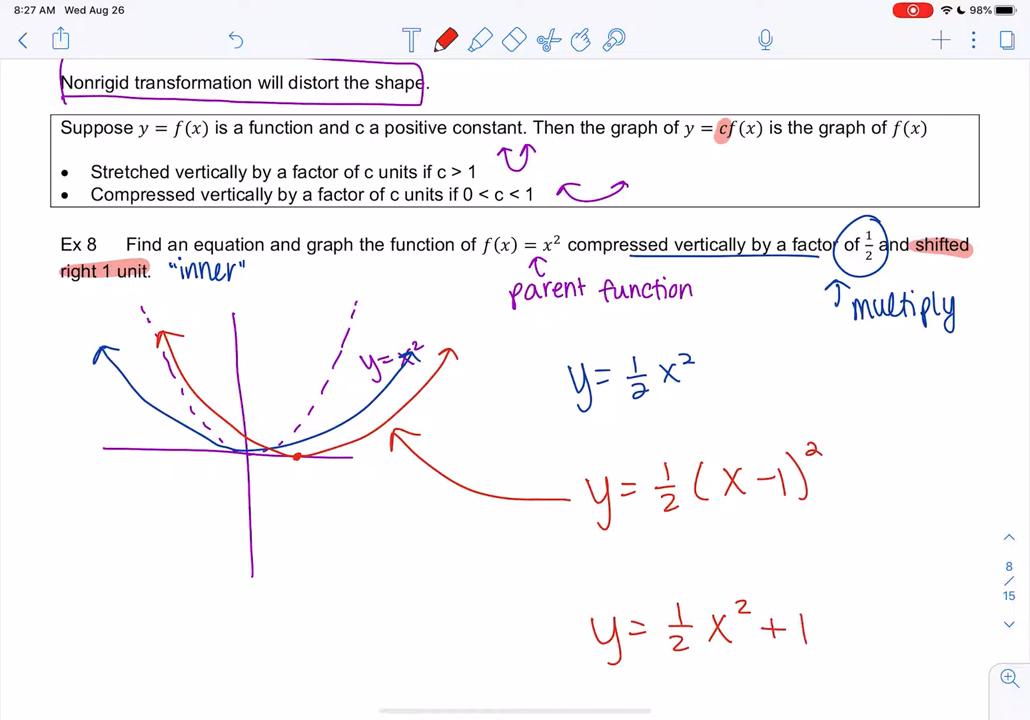 8:27 AM Wed Aug 26 98%
T
Nonrigid transformation will distort the shape.
Suppose y = f(x) is a function and c a positive constant. Then the graph of y = cf(x) is the graph of f(x)
• Stretched vertically by a factor of c units if c > 1
• Compressed vertically by a factor of c units if 0 < c < 1
Ex 8 Find an equation and graph the function of f(x) = x² compressed vertically by a factor of 1/2 and shifted
right 1 unit. "inner"
parent function
multiply
y = x²
y = 1/2 x²
y = 1/2 (x - 1)²
y = 1/2 x² + 1
8
/
15